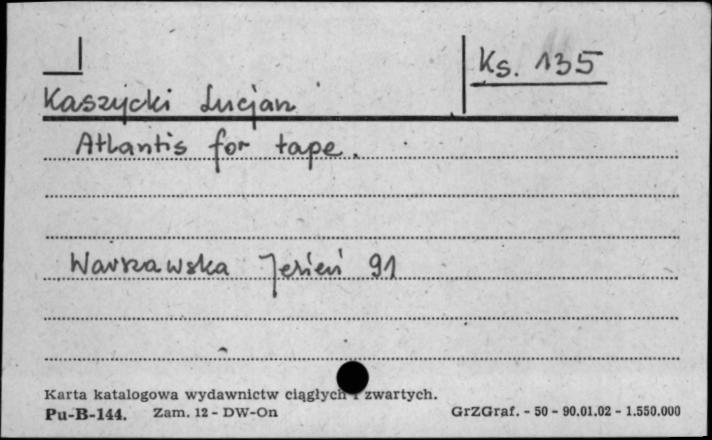 Ks. 135
Kaszycki Lucjan
Atlantis for tape.
Warszawska Jesień 91
Karta katalogowa wydawnictw ciągłych i zwartych.
Pu-B-144. Zam. 12 - DW-On GrZGraf. - 50 - 90.01.02 - 1.550.000